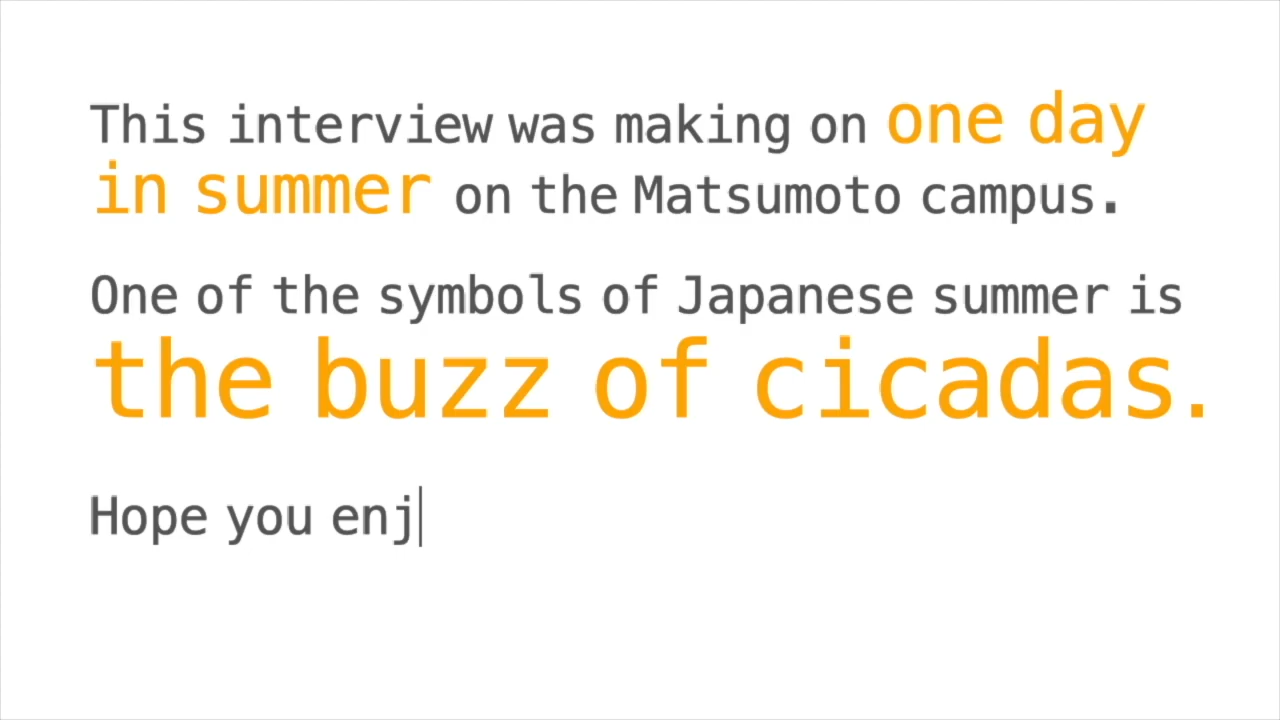 This interview was making on one day
in summer on the Matsumoto campus.
One of the symbols of Japanese summer is
the buzz of cicadas.
Hope you enj